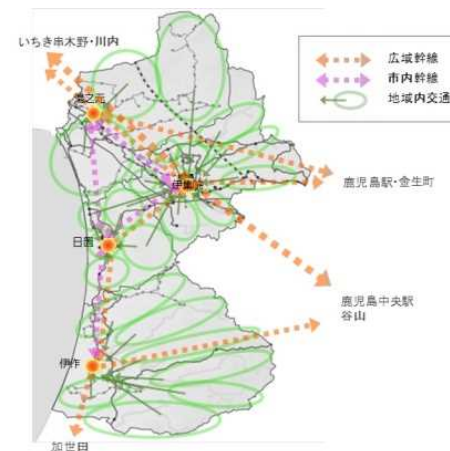 いちき串木野・川内
広域幹線
市内幹線
地域内交通
湯之元
伊集院
鹿児島駅・金生町
日置
鹿児島中央駅
谷山
伊作
加世田